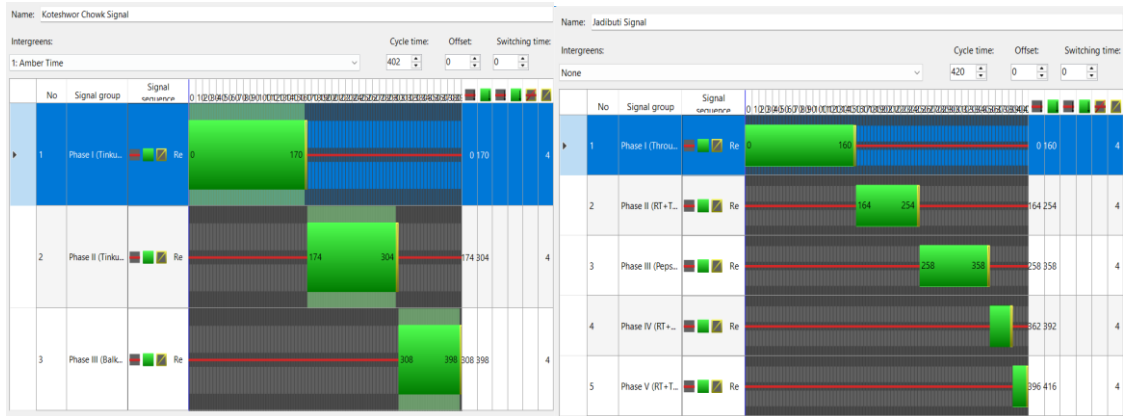 Name: Koteshwor Chowk Signal
Intergreens: Cycle time: Offset: Switching time:
1: Amber Time 402 0 0
No Signal group Signal sequence
1 Phase I (Tinku... Re 0 170 0 170 4
2 Phase II (Tinku... Re 174 304 174 304 4
3 Phase III (Balk... Re 308 398 308 398 4
Name: Jadibuti Signal
Intergreens: Cycle time: Offset: Switching time:
None 420 0 0
No Signal group Signal sequence
1 Phase I (Throu... Re 0 160 0 160 4
2 Phase II (RT+T... Re 164 254 164 254 4
3 Phase III (Peps... Re 258 358 258 358 4
4 Phase IV (RT+... Re 362 392 4
5 Phase V (RT+T... Re 396 416 4